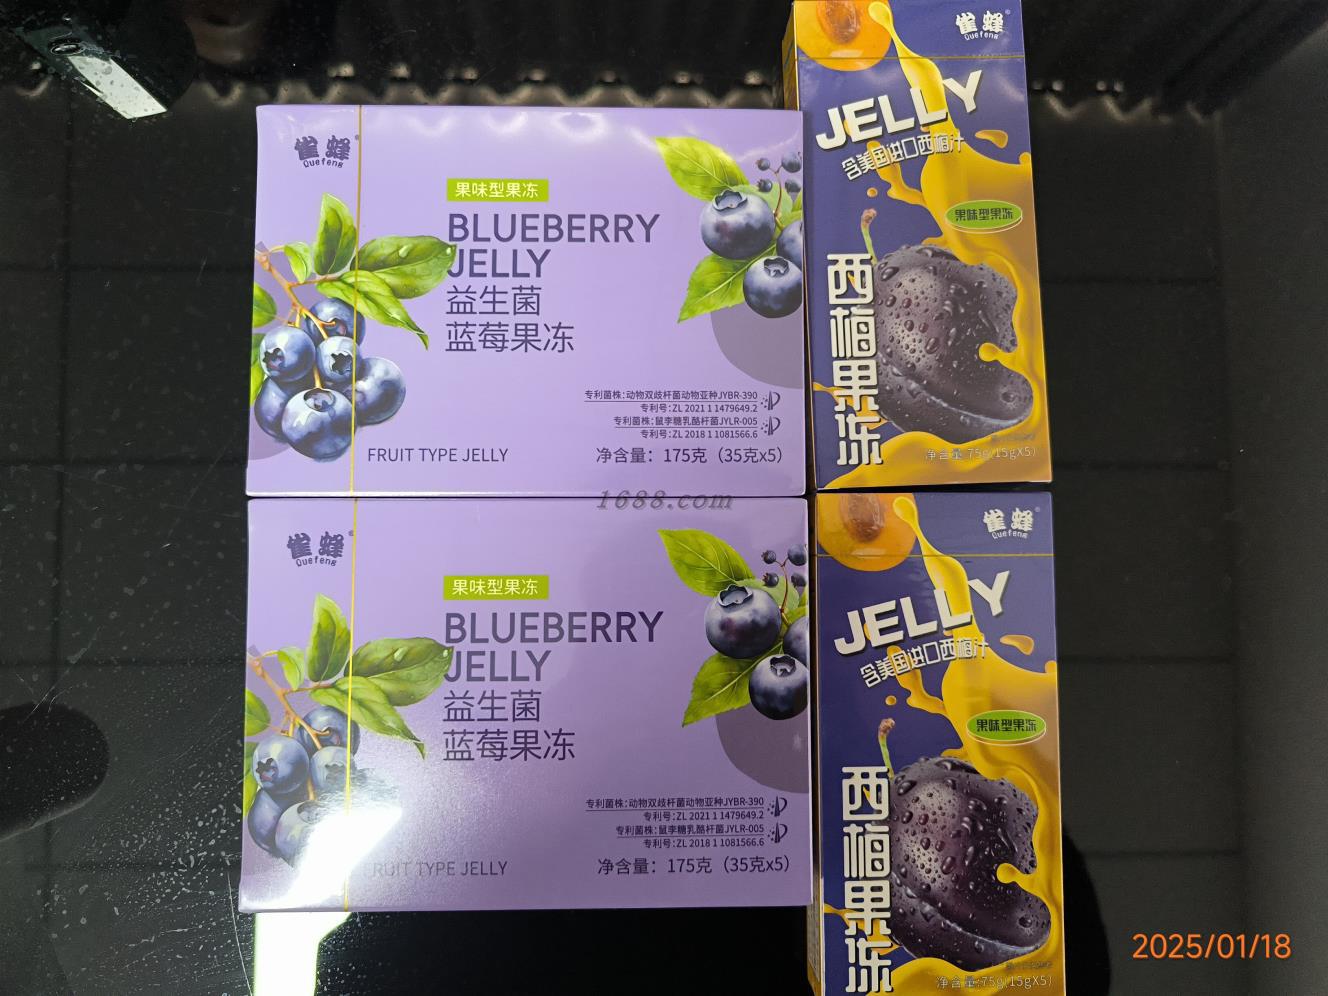 雀蜂
Quefeng
果味型果冻
BLUEBERRY
JELLY
益生菌
蓝莓果冻
专利菌株:动物双歧杆菌动物亚种JYBR-390
专利号:ZL 2021 1 1479649.2
专利菌株:鼠李糖乳酪杆菌JYLR-005
专利号:ZL 2018 1 1081566.6
FRUIT TYPE JELLY
净含量：175克（35克x5）
雀蜂
Quefeng
JELLY
含美国进口西梅汁
果味型果冻
西梅果冻
净含量:75g(15gX5)
1688.com
雀蜂
Quefeng
果味型果冻
BLUEBERRY
JELLY
益生菌
蓝莓果冻
专利菌株:动物双歧杆菌动物亚种JYBR-390
专利号:ZL 2021 1 1479649.2
专利菌株:鼠李糖乳酪杆菌JYLR-005
专利号:ZL 2018 1 1081566.6
FRUIT TYPE JELLY
净含量：175克（35克x5）
雀蜂
Quefeng
JELLY
含美国进口西梅汁
果味型果冻
西梅果冻
净含量:75g(15gX5)
2025/01/18